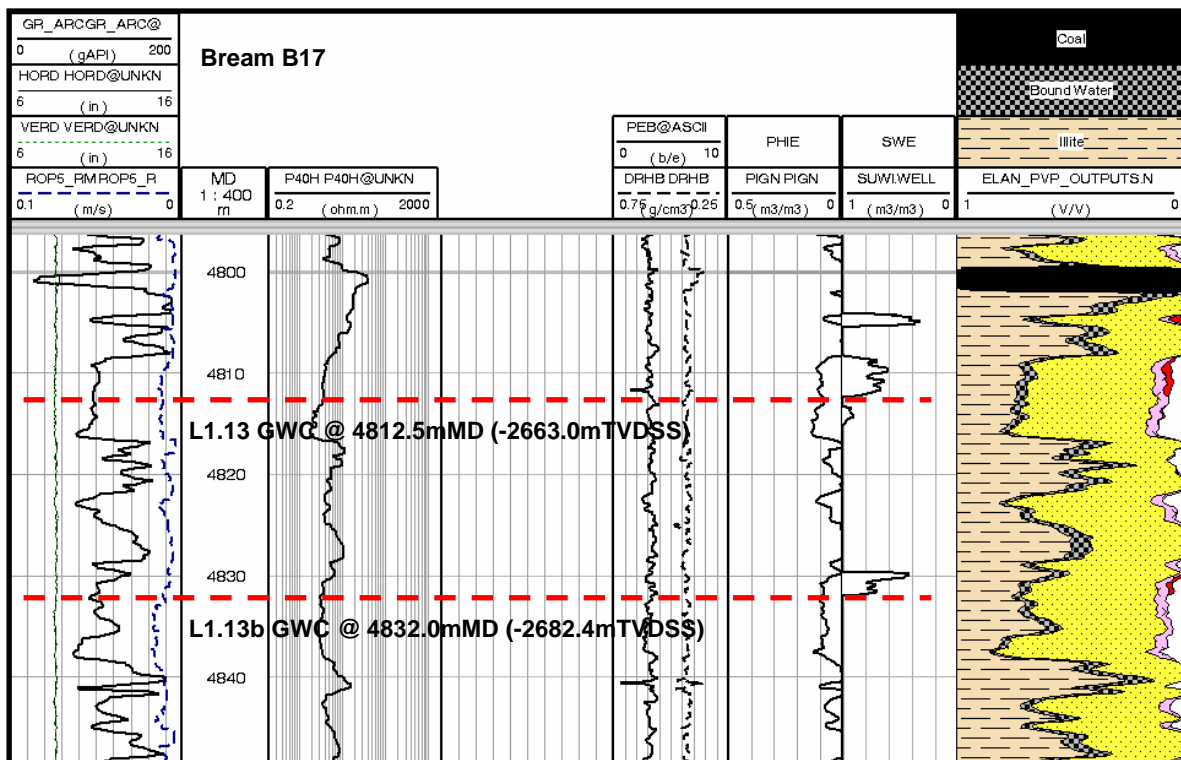 GR_ARCGR_ARC@
0 (gAPI) 200
HORD HORD@UNKN
6 (in) 16
VERD VERD@UNKN
6 (in) 16
ROP5_RMROP5_R
0.1 (m/s) 0
Bream B17
MD
1 : 400
m
P40H P40H@UNKN
0.2 (ohm.m) 2000
PEB@ASCII
0 (b/e) 10
DRHB DRHB
0.75 (g/cm3) -0.25
PHIE
PIGN PIGN
0.5 (m3/m3) 0
SWE
SUWI.WELL
1 (m3/m3) 0
Coal
Bound Water
Illite
ELAN_PVP_OUTPUTS.N
1 (V/V) 0
4800
4810
L1.13 GWC @ 4812.5mMD (-2663.0mTVDSS)
4820
4830
L1.13b GWC @ 4832.0mMD (-2682.4mTVDSS)
4840